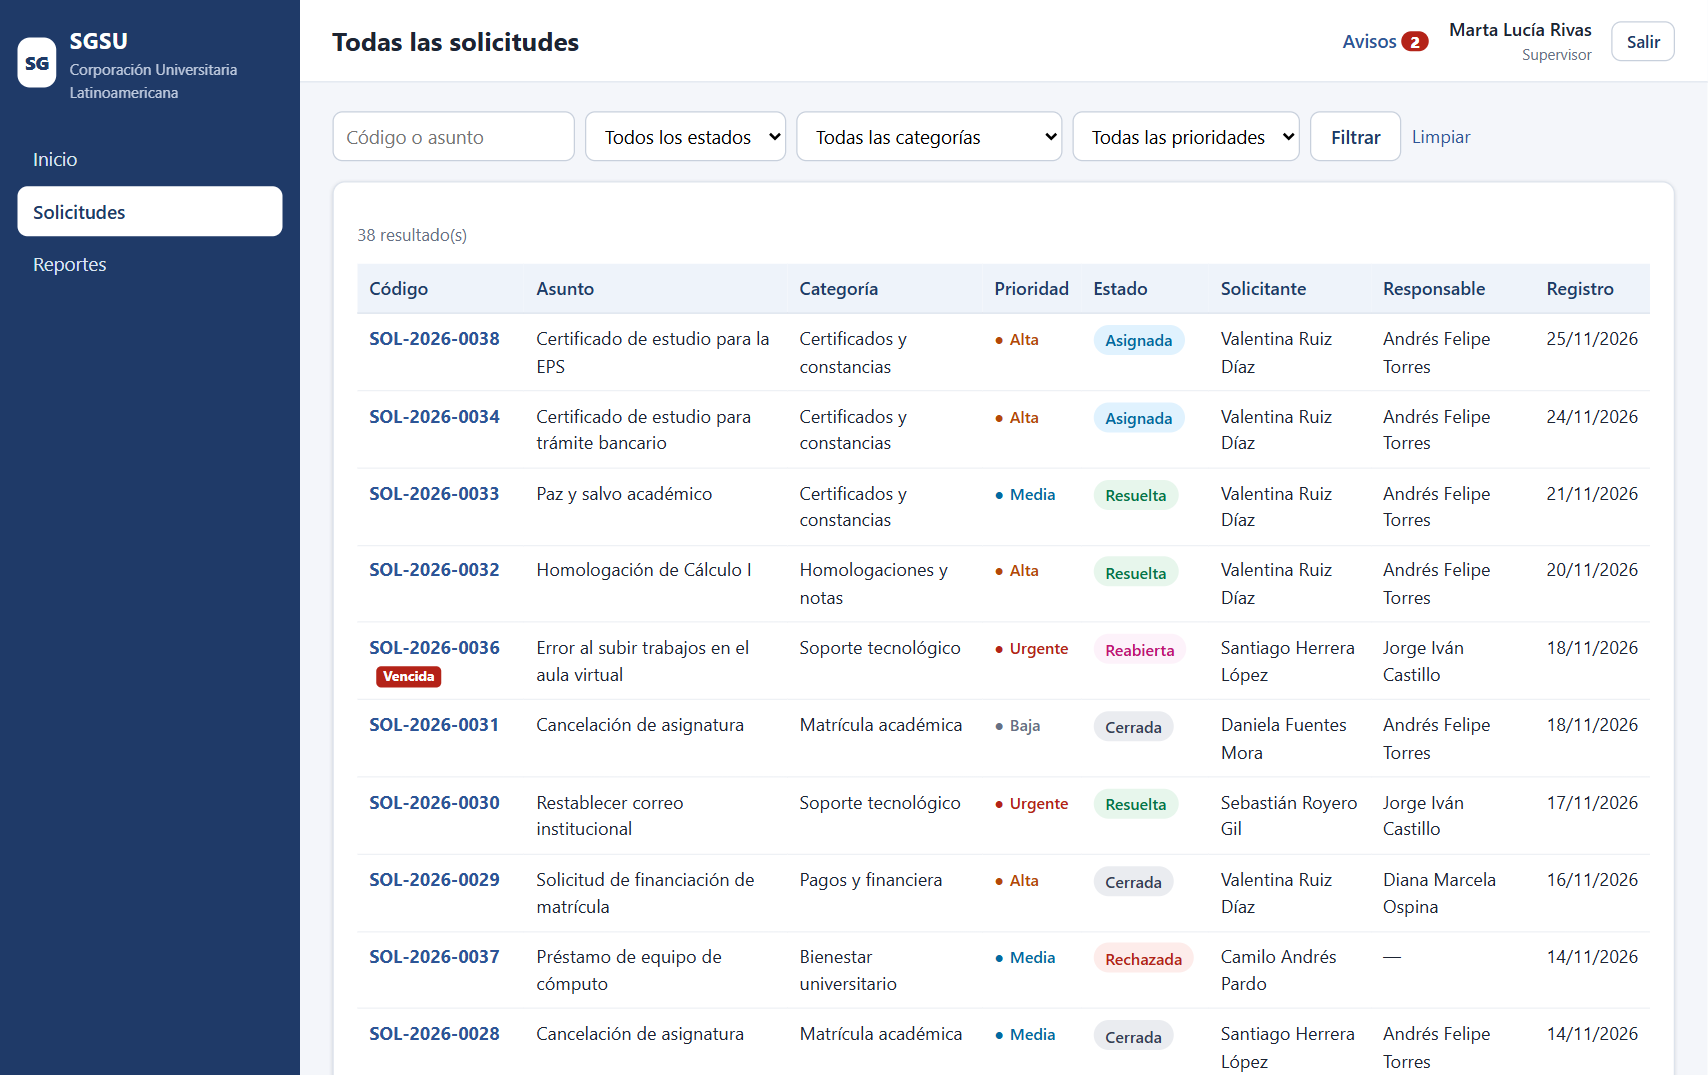 SG
SGSU
Corporación Universitaria
Latinoamericana
Inicio
Solicitudes
Reportes
Todas las solicitudes
Avisos 2
Marta Lucía Rivas
Supervisor
Salir
Código o asunto
Todos los estados
Todas las categorías
Todas las prioridades
Filtrar
Limpiar
38 resultado(s)
Código Asunto Categoría Prioridad Estado Solicitante Responsable Registro
SOL-2026-0038 Certificado de estudio para la Certificados y • Alta Asignada Valentina Ruiz Andrés Felipe 25/11/2026
EPS constancias Díaz Torres
SOL-2026-0034 Certificado de estudio para Certificados y • Alta Asignada Valentina Ruiz Andrés Felipe 24/11/2026
trámite bancario constancias Díaz Torres
SOL-2026-0033 Paz y salvo académico Certificados y • Media Resuelta Valentina Ruiz Andrés Felipe 21/11/2026
constancias Díaz Torres
SOL-2026-0032 Homologación de Cálculo I Homologaciones y • Alta Resuelta Valentina Ruiz Andrés Felipe 20/11/2026
notas Díaz Torres
SOL-2026-0036 Error al subir trabajos en el Soporte tecnológico • Urgente Reabierta Santiago Herrera Jorge Iván 18/11/2026
Vencida aula virtual López Castillo
SOL-2026-0031 Cancelación de asignatura Matrícula académica • Baja Cerrada Daniela Fuentes Andrés Felipe 18/11/2026
Mora Torres
SOL-2026-0030 Restablecer correo Soporte tecnológico • Urgente Resuelta Sebastián Royero Jorge Iván 17/11/2026
institucional Gil Castillo
SOL-2026-0029 Solicitud de financiación de Pagos y financiera • Alta Cerrada Valentina Ruiz Diana Marcela 16/11/2026
matrícula Díaz Ospina
SOL-2026-0037 Préstamo de equipo de Bienestar • Media Rechazada Camilo Andrés — 14/11/2026
cómputo universitario Pardo
SOL-2026-0028 Cancelación de asignatura Matrícula académica • Media Cerrada Santiago Herrera Andrés Felipe 14/11/2026
López Torres